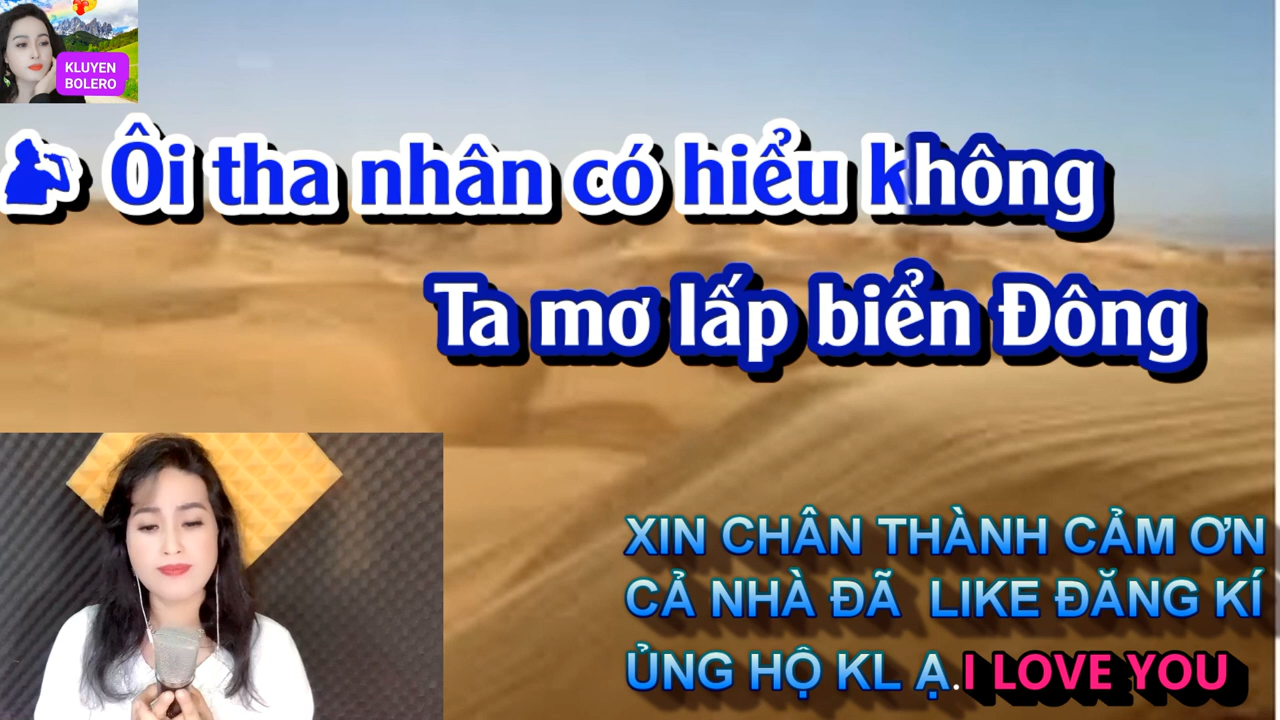 KLUYEN
BOLERO
Ôi tha nhân có hiểu không
Ta mơ lấp biển Đông
XIN CHÂN THÀNH CẢM ƠN
CẢ NHÀ ĐÃ LIKE ĐĂNG KÍ
ỦNG HỘ KL Ạ.I LOVE YOU